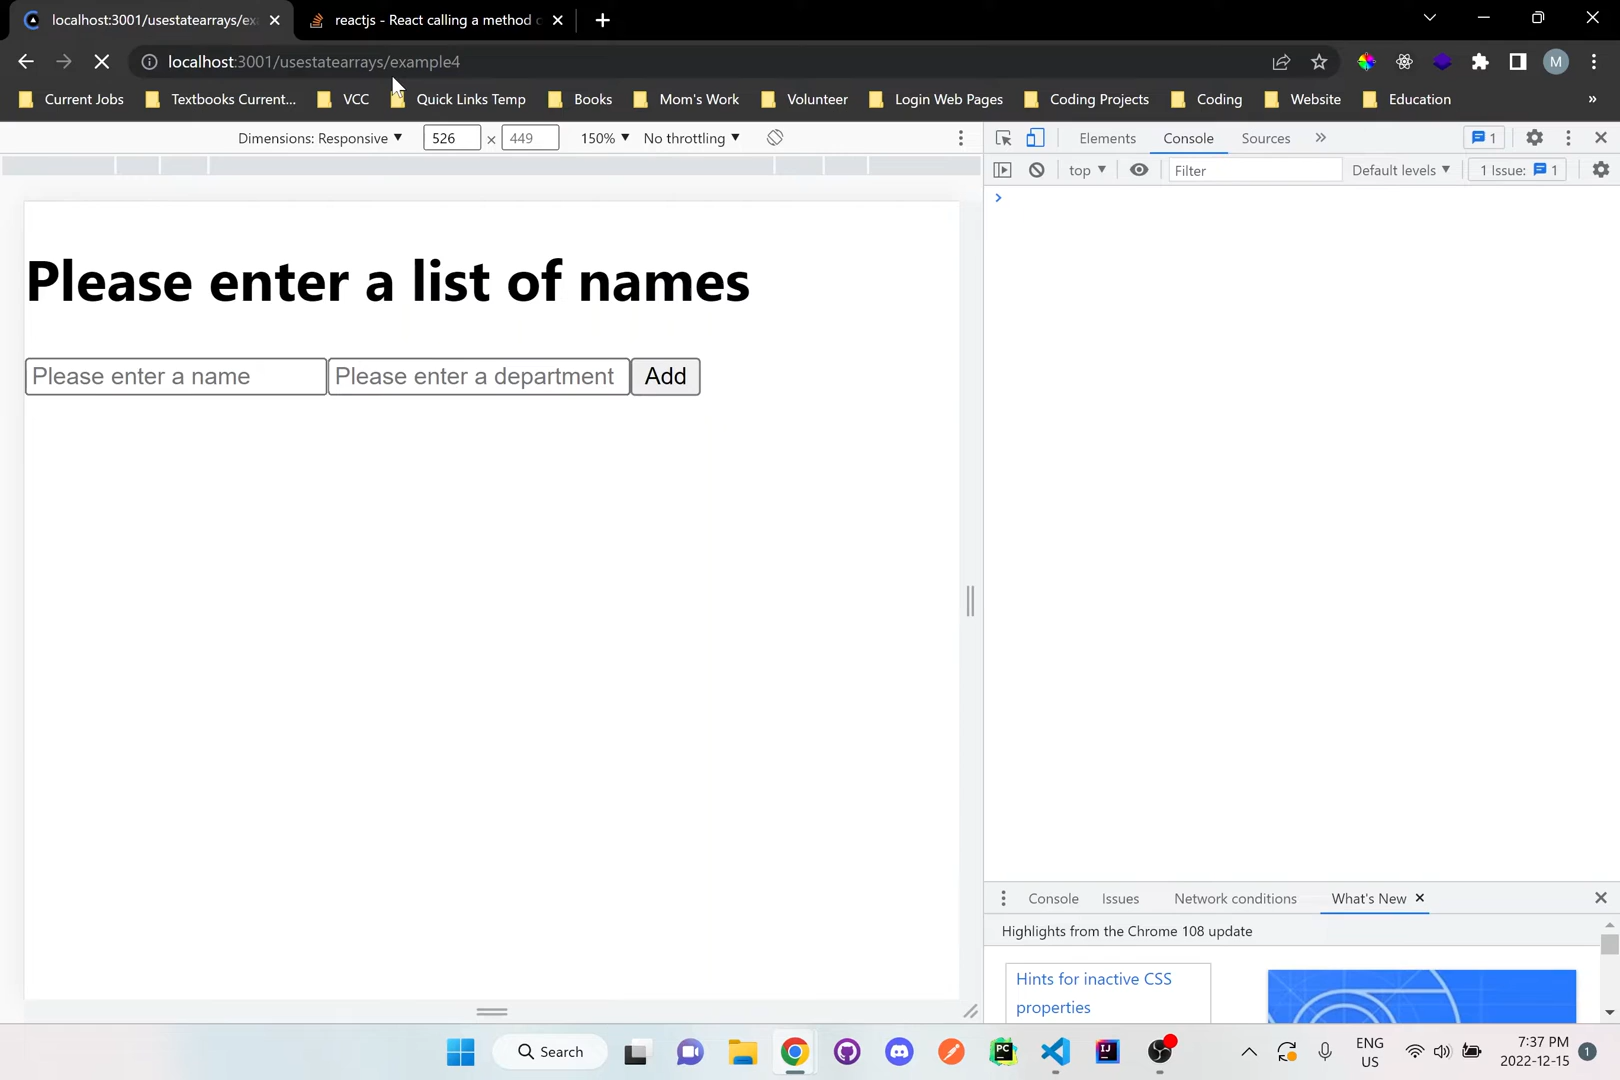 localhost:3001/usestatearrays/ex
reactjs - React calling a method o
localhost:3001/usestatearrays/example4
M
Current Jobs
Textbooks Current...
VCC
Quick Links Temp
Books
Mom's Work
Volunteer
Login Web Pages
Coding Projects
Coding
Website
Education
»
Dimensions: Responsive
526
×
449
150%
No throttling
Elements
Console
Sources
»
1
top
Filter
Default levels
1 Issue:
1
Please enter a list of names
Please enter a name
Please enter a department
Add
Console
Issues
Network conditions
What's New
Highlights from the Chrome 108 update
Hints for inactive CSS
properties
Search
PC
IJ
ENG
US
7:37 PM
2022-12-15
1